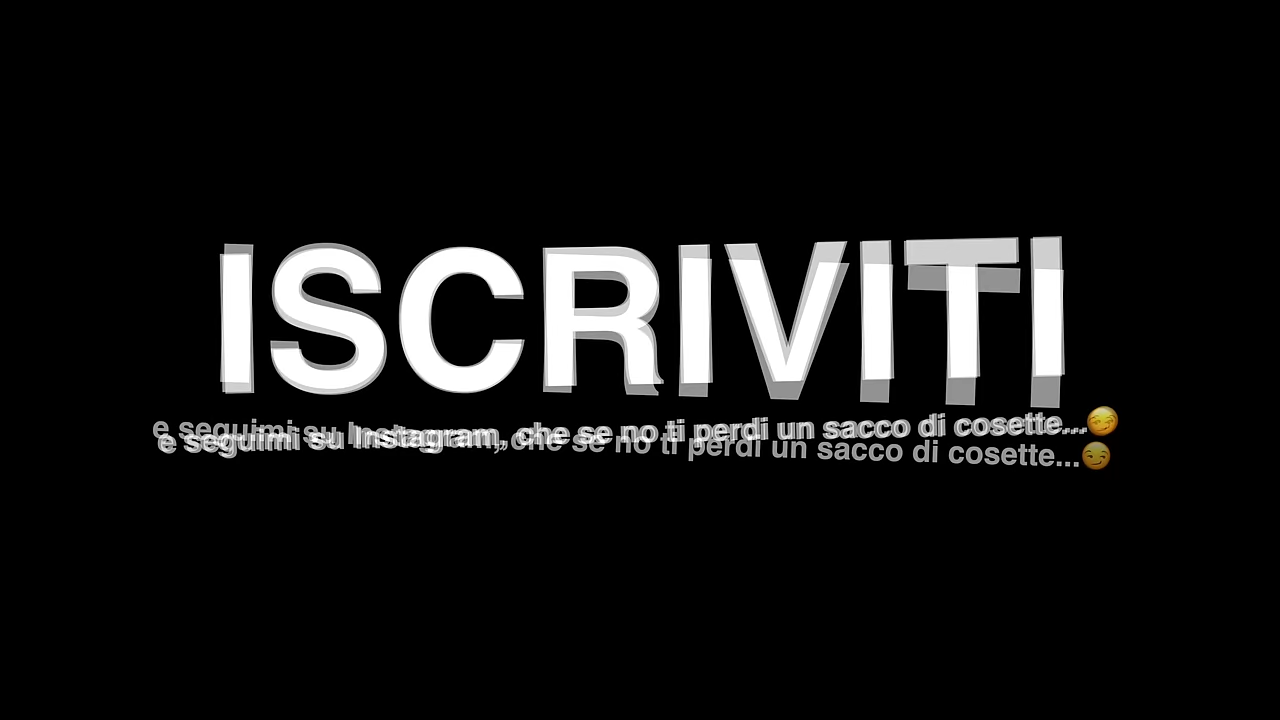 ISCRIVITI
e seguimi su Instagram, che se no ti perdi un sacco di cosette...😏